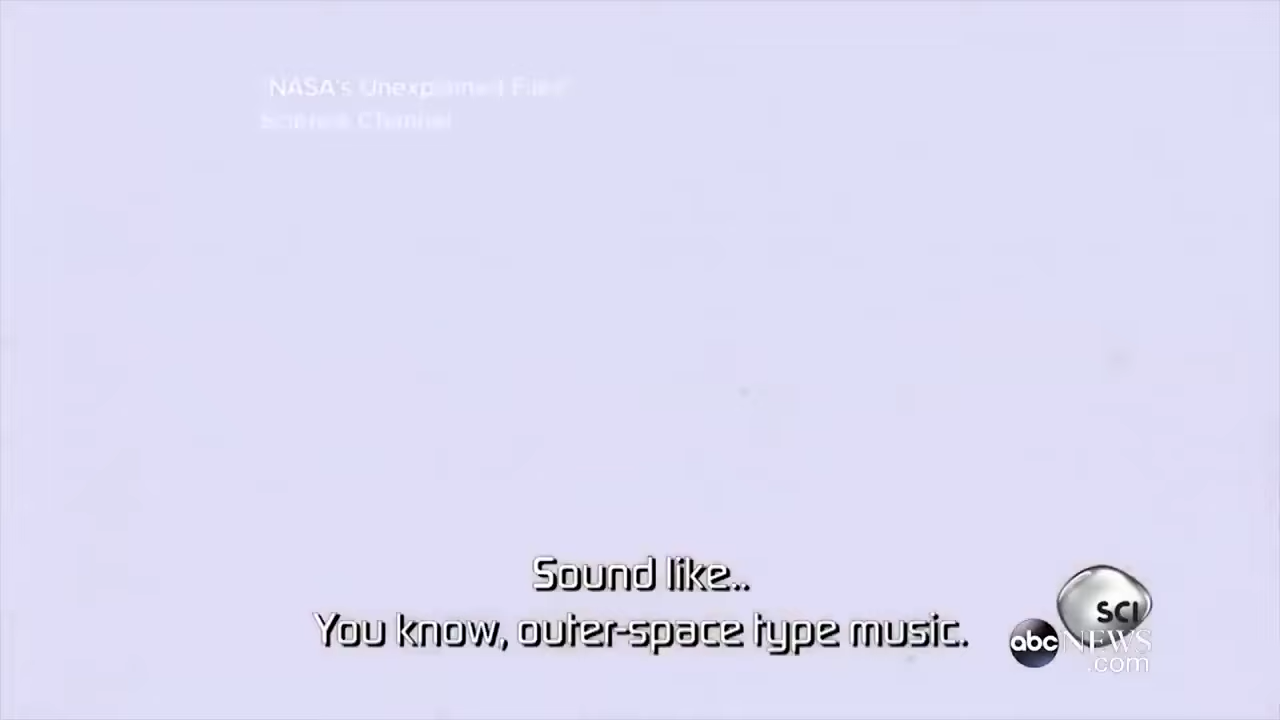 "NASA's Unexplained Files"
Science Channel
Sound like..
You know, outer-space type music.
SCI
abc NEWS
.com